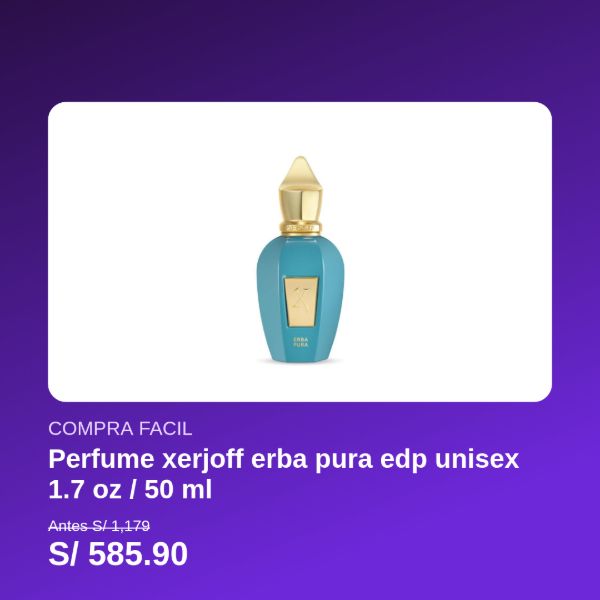 ERBA
PURA
COMPRA FACIL
Perfume xerjoff erba pura edp unisex
1.7 oz / 50 ml
Antes S/ 1,179
S/ 585.90